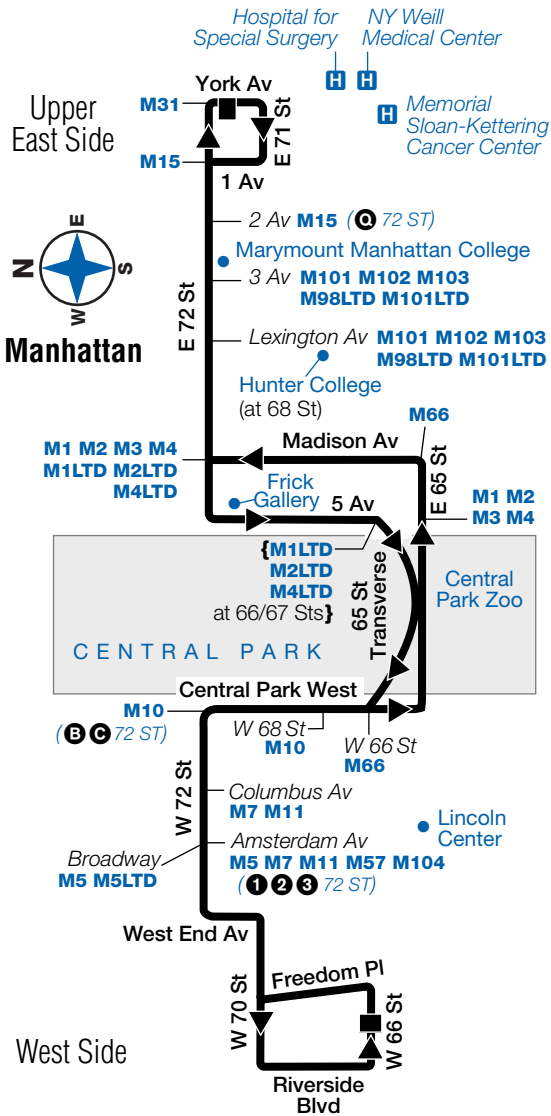 Hospital for
Special Surgery
NY Weill
Medical Center
H
H
H
Memorial
Sloan-Kettering
Cancer Center
Upper
East Side
York Av
M31
E 71 St
M15
1 Av
2 Av M15 (Q 72 ST)
Marymount Manhattan College
3 Av M101 M102 M103
M98LTD M101LTD
E
N
S
W
Manhattan
E 72 St
Lexington Av M101 M102 M103
M98LTD M101LTD
Hunter College
(at 68 St)
M66
Madison Av
M1 M2 M3 M4
M1LTD M2LTD
M4LTD
E 65 St
Frick
Gallery
M1 M2
M3 M4
5 Av
{M1LTD
M2LTD
M4LTD
at 66/67 Sts}
65 St
Transverse
Central
Park Zoo
CENTRAL PARK
Central Park West
M10
(B C 72 ST)
W 68 St
M10
W 66 St
M66
W 72 St
Columbus Av
M7 M11
Lincoln
Center
Broadway
M5 M5LTD
Amsterdam Av
M5 M7 M11 M57 M104
(1 2 3 72 ST)
West End Av
Freedom Pl
W 70 St
W 66 St
West Side
Riverside
Blvd